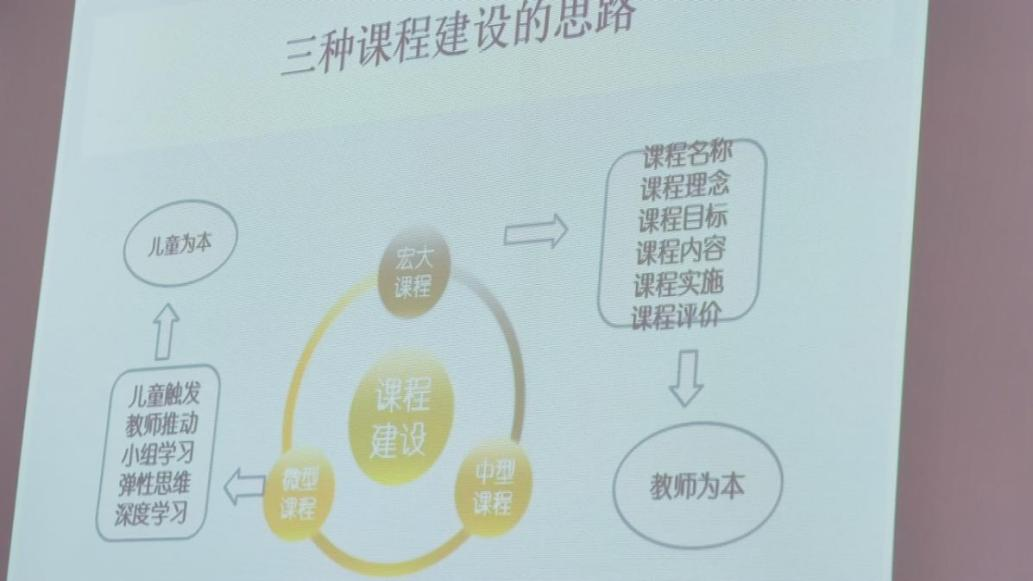 三种课程建设的思路
儿童为本
儿童触发
教师推动
小组学习
弹性思维
深度学习
宏大
课程
课程
建设
微型
课程
中型
课程
课程名称
课程理念
课程目标
课程内容
课程实施
课程评价
教师为本